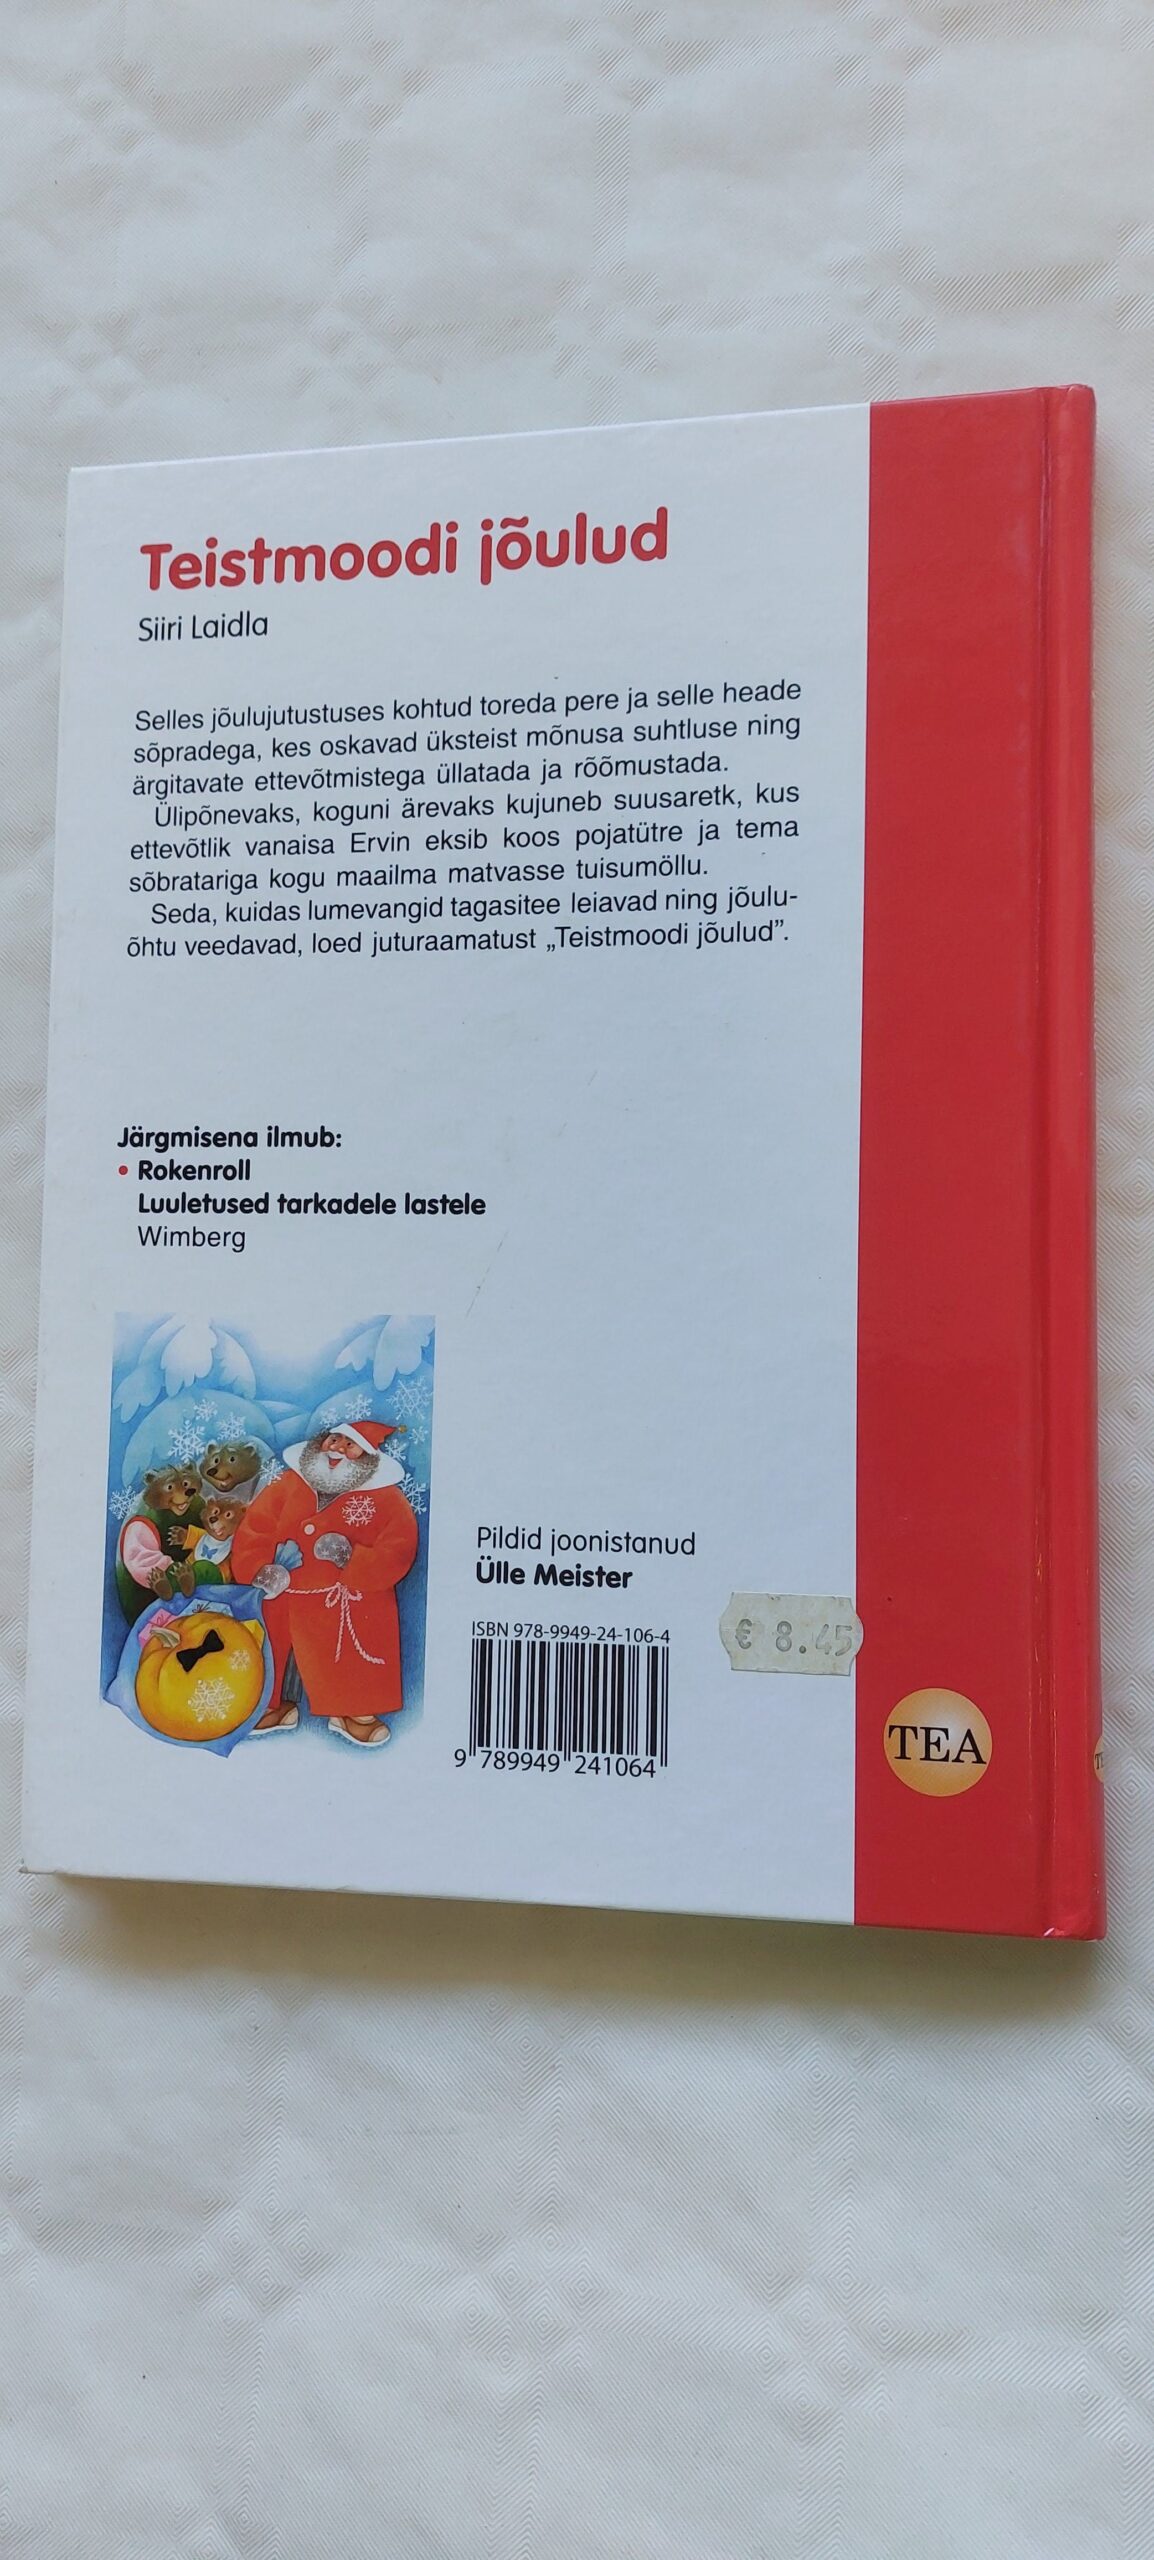 Teistmoodi jõulud
Siiri Laidla
Selles jõulujutustuses kohtud toreda pere ja selle heade
sõpradega, kes oskavad üksteist mõnusa suhtluse ning
ärgitavate ettevõtmistega üllatada ja rõõmustada.
Ülipõnevaks, koguni ärevaks kujuneb suusaretk, kus
ettevõtlik vanaisa Ervin eksib koos pojatütre ja tema
sõbratariga kogu maailma matvasse tuisumöllu.
Seda, kuidas lumevangid tagasitee leiavad ning jõulu-
õhtu veedavad, loed juturaamatust „Teistmoodi jõulud”.
Järgmisena ilmub:
• Rokenroll
Luuletused tarkadele lastele
Wimberg
Pildid joonistanud
Ülle Meister
ISBN 978-9949-24-106-4
9 789949 241064
€ 8.45
TEA